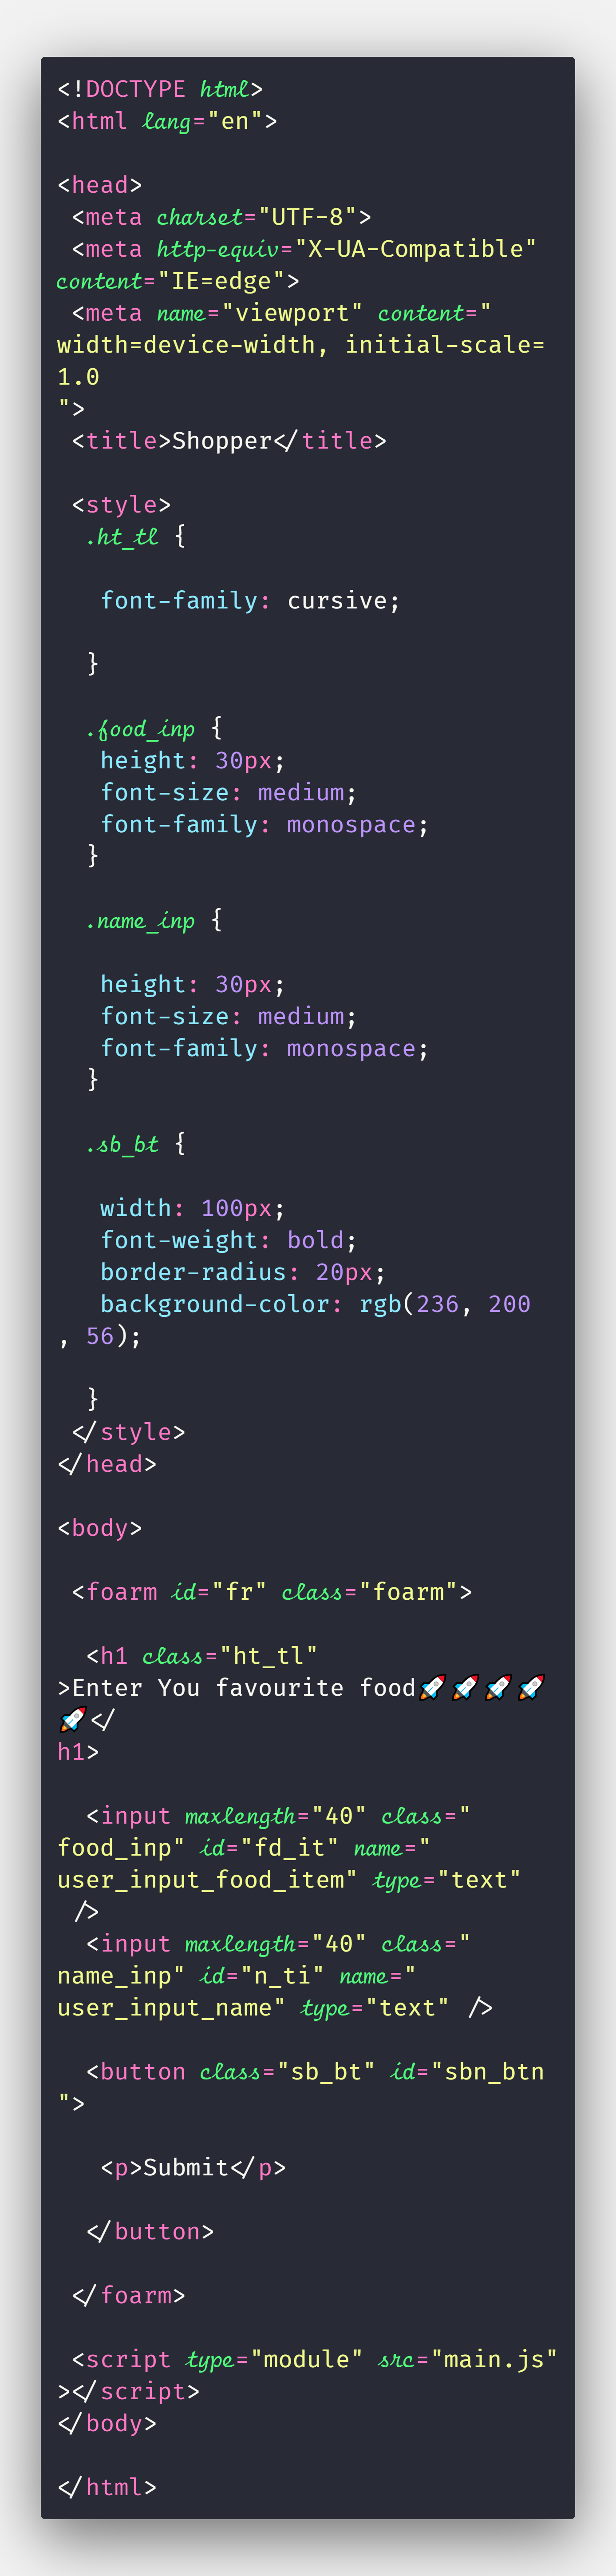 <!DOCTYPE html>
<html lang="en">
<head>
<meta charset="UTF-8">
<meta http-equiv="X-UA-Compatible"
content="IE=edge">
<meta name="viewport" content="
width=device-width, initial-scale=
1.0
">
<title>Shopper</title>
<style>
.ht_tl {
font-family: cursive;
}
.food_inp {
height: 30px;
font-size: medium;
font-family: monospace;
}
.name_inp {
height: 30px;
font-size: medium;
font-family: monospace;
}
.sb_bt {
width: 100px;
font-weight: bold;
border-radius: 20px;
background-color: rgb(236, 200
, 56);
}
</style>
</head>
<body>
<foarm id="fr" class="foarm">
<h1 class="ht_tl"
>Enter You favourite food🚀🚀🚀🚀
🚀</
h1>
<input maxlength="40" class="
food_inp" id="fd_it" name="
user_input_food_item" type="text"
/>
<input maxlength="40" class="
name_inp" id="n_ti" name="
user_input_name" type="text" />
<button class="sb_bt" id="sbn_btn
">
<p>Submit</p>
</button>
</foarm>
<script type="module" src="main.js"
></script>
</body>
</html>